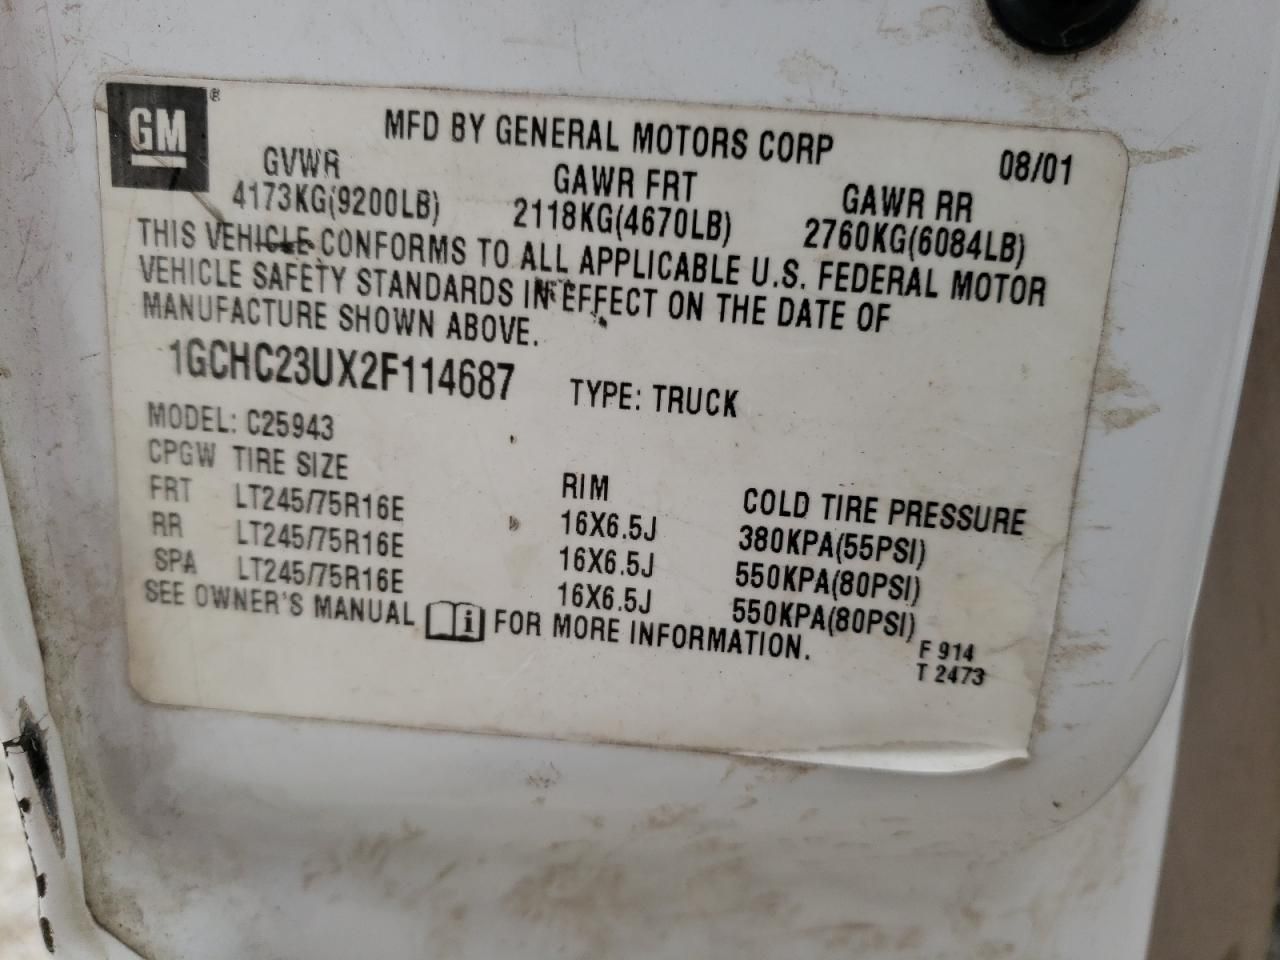 GM®
MFD BY GENERAL MOTORS CORP 08/01
GVWR GAWR FRT GAWR RR
4173KG(9200LB) 2118KG(4670LB) 2760KG(6084LB)
THIS VEHICLE CONFORMS TO ALL APPLICABLE U.S. FEDERAL MOTOR
VEHICLE SAFETY STANDARDS IN EFFECT ON THE DATE OF
MANUFACTURE SHOWN ABOVE.
1GCHC23UX2F114687 TYPE: TRUCK
MODEL: C25943
CPGW TIRE SIZE RIM COLD TIRE PRESSURE
FRT LT245/75R16E 16X6.5J 380KPA(55PSI)
RR LT245/75R16E 16X6.5J 550KPA(80PSI)
SPA LT245/75R16E 16X6.5J 550KPA(80PSI)
SEE OWNER'S MANUAL i FOR MORE INFORMATION.
F 914
T 2473